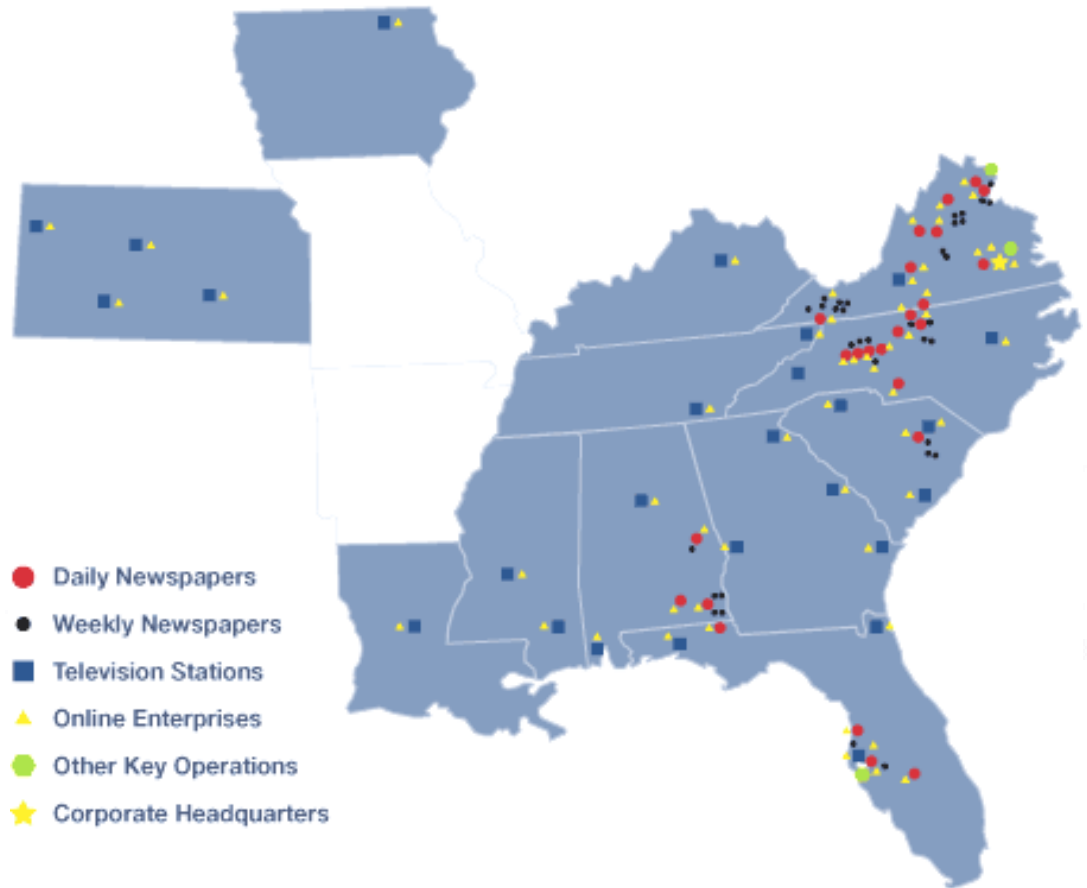 Daily Newspapers
Weekly Newspapers
Television Stations
Online Enterprises
Other Key Operations
Corporate Headquarters